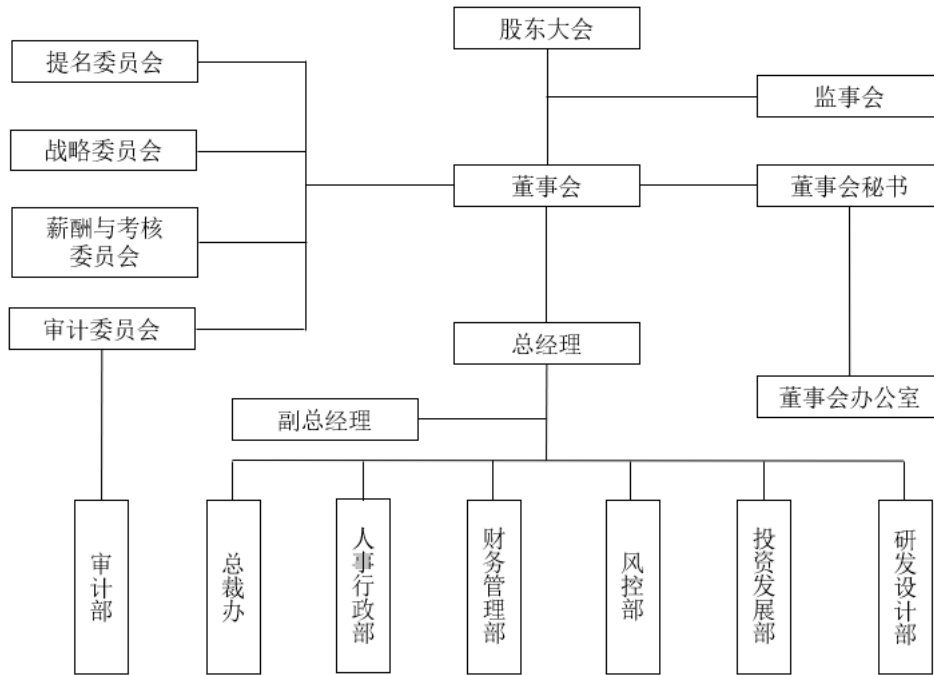 股东大会
提名委员会
监事会
战略委员会
董事会
董事会秘书
薪酬与考核
委员会
审计委员会
总经理
董事会办公室
副总经理
审计部
总裁办
人事行政部
财务管理部
风控部
投资发展部
研发设计部